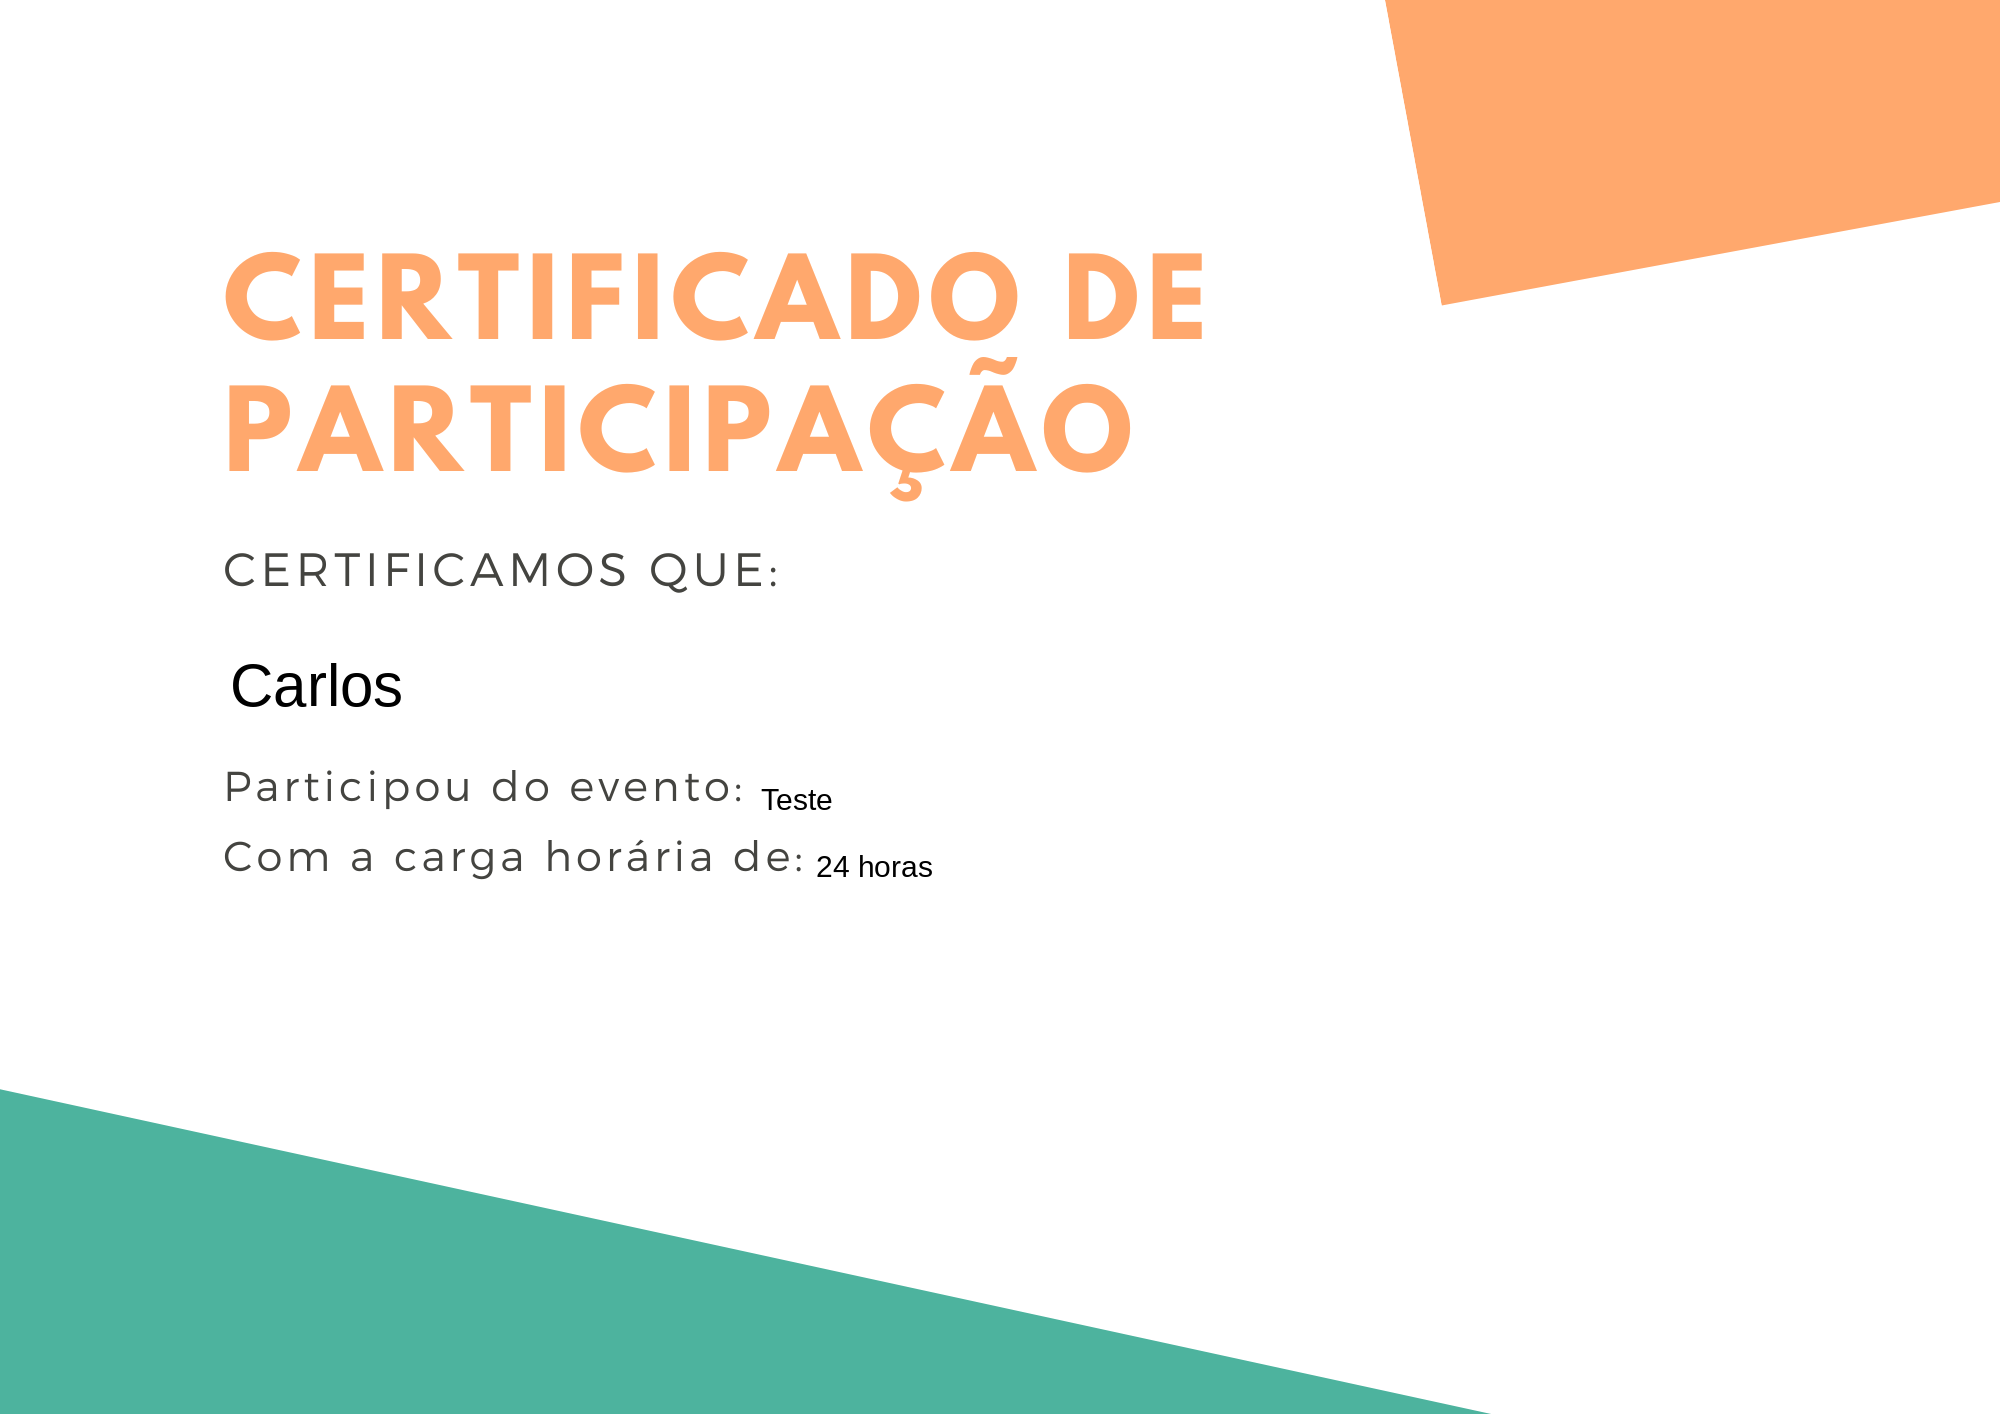 CERTIFICADO DE
PARTICIPAÇÃO
CERTIFICAMOS QUE:
Carlos
Participou do evento: Teste
Com a carga horária de: 24 horas